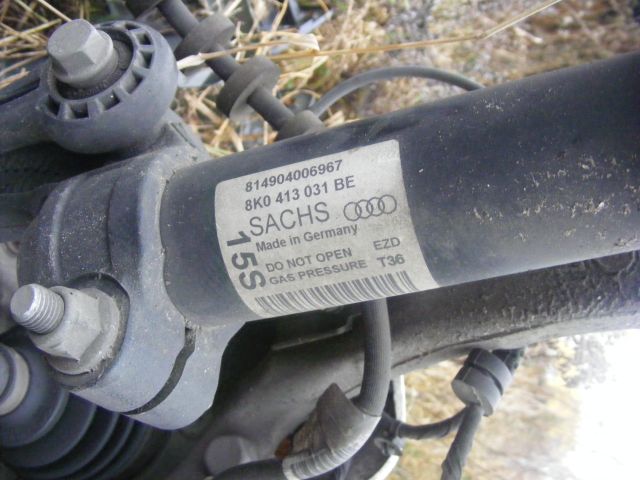 814904006967
8K0 413 031 BE
SACHS
Made in Germany
15S
DO NOT OPEN EZD
GAS PRESSURE T36